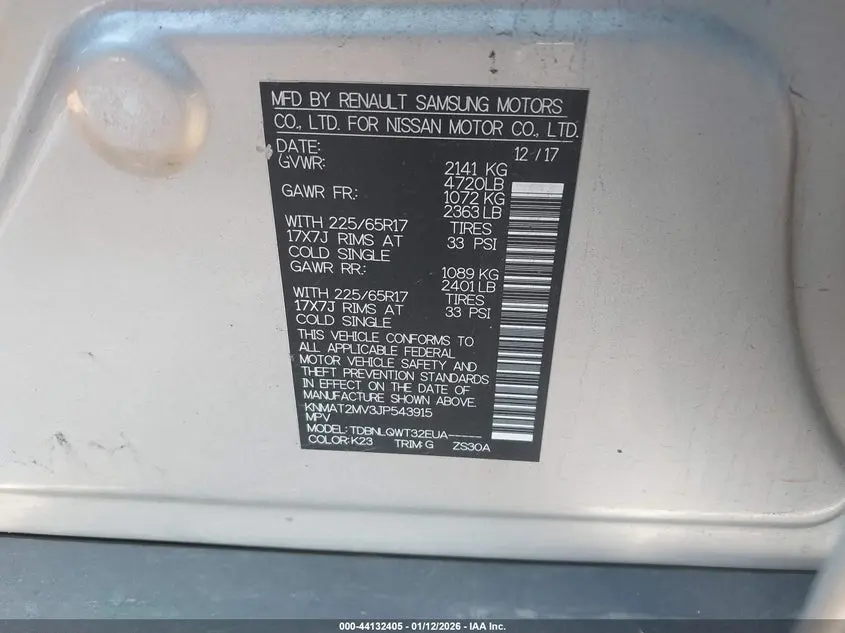 MFD BY RENAULT SAMSUNG MOTORS
CO., LTD. FOR NISSAN MOTOR CO., LTD.
DATE: 12 / 17
GVWR: 2141 KG
4720LB
GAWR FR.: 1072 KG
2363 LB
WITH 225/65R17 TIRES
17X7J RIMS AT 33 PSI
COLD SINGLE
GAWR RR.: 1089 KG
2401 LB
WITH 225/65R17 TIRES
17X7J RIMS AT 33 PSI
COLD SINGLE
THIS VEHICLE CONFORMS TO
ALL APPLICABLE FEDERAL
MOTOR VEHICLE SAFETY AND
THEFT PREVENTION STANDARDS
IN EFFECT ON THE DATE OF
MANUFACTURE SHOWN ABOVE.
KNMAT2MV3JP543915
MPV
MODEL: TDBNLQWT32EUA-----
COLOR: K23 TRIM: G ZS30A
000-44132405 - 01/12/2026 - IAA Inc.